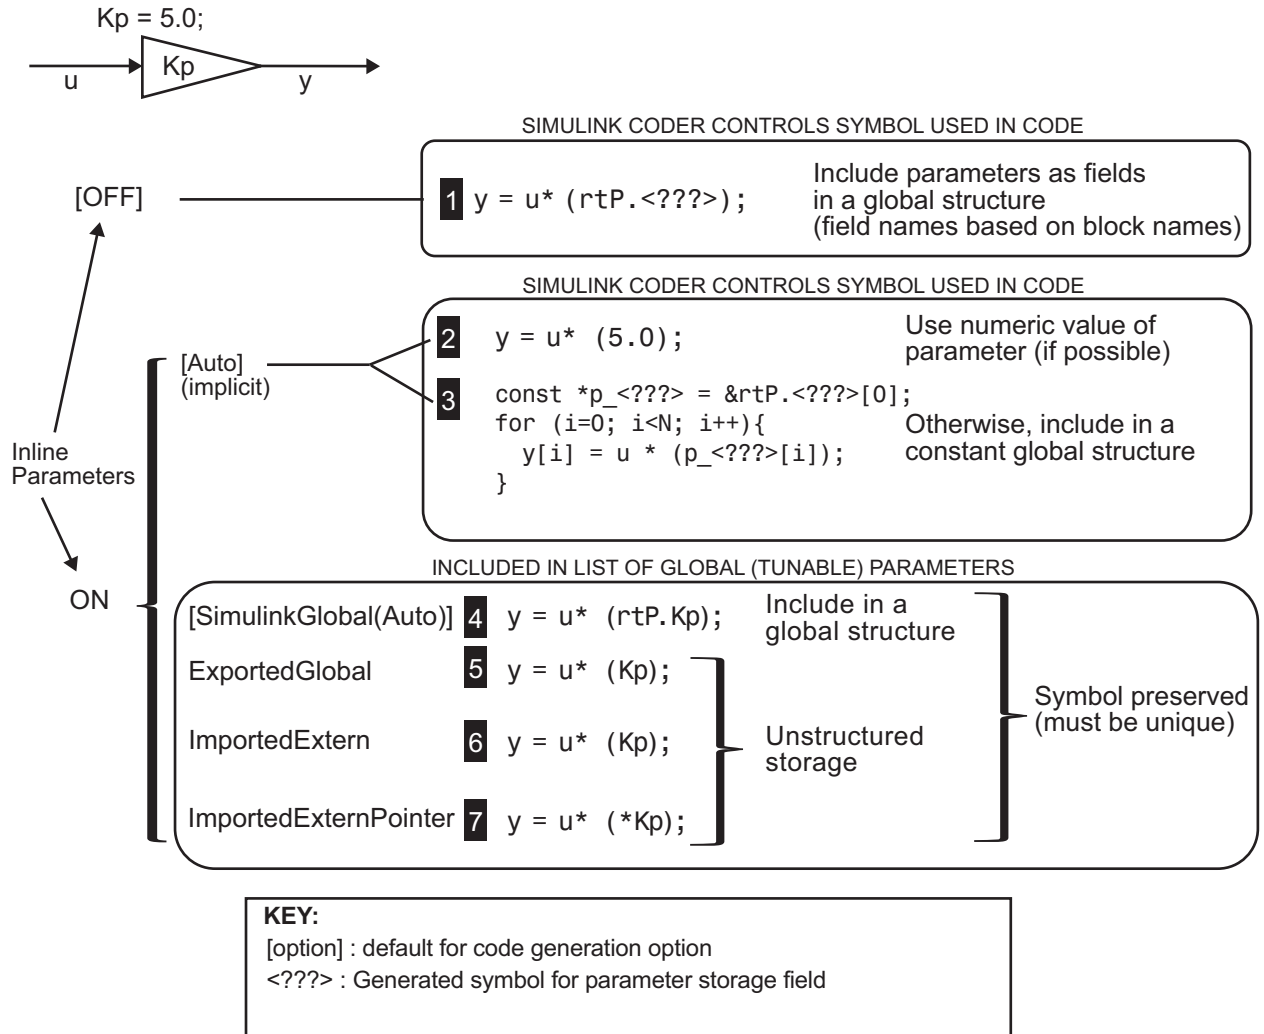 Kp = 5.0;
Kp
u
y
SIMULINK CODER CONTROLS SYMBOL USED IN CODE
[OFF]
1 y = u* (rtP.<???>);
Include parameters as fields
in a global structure
(field names based on block names)
SIMULINK CODER CONTROLS SYMBOL USED IN CODE
[Auto]
(implicit)
2 y = u* (5.0);
Use numeric value of
parameter (if possible)
3 const *p_<???> = &rtP.<???>[0];
for (i=0; i<N; i++){
y[i] = u * (p_<???>[i]);
}
Otherwise, include in a
constant global structure
Inline
Parameters
ON
INCLUDED IN LIST OF GLOBAL (TUNABLE) PARAMETERS
[SimulinkGlobal(Auto)] 4 y = u* (rtP.Kp);
Include in a
global structure
ExportedGlobal 5 y = u* (Kp);
ImportedExtern 6 y = u* (Kp);
Unstructured
storage
ImportedExternPointer 7 y = u* (*Kp);
Symbol preserved
(must be unique)
KEY:
[option] : default for code generation option
<???> : Generated symbol for parameter storage field